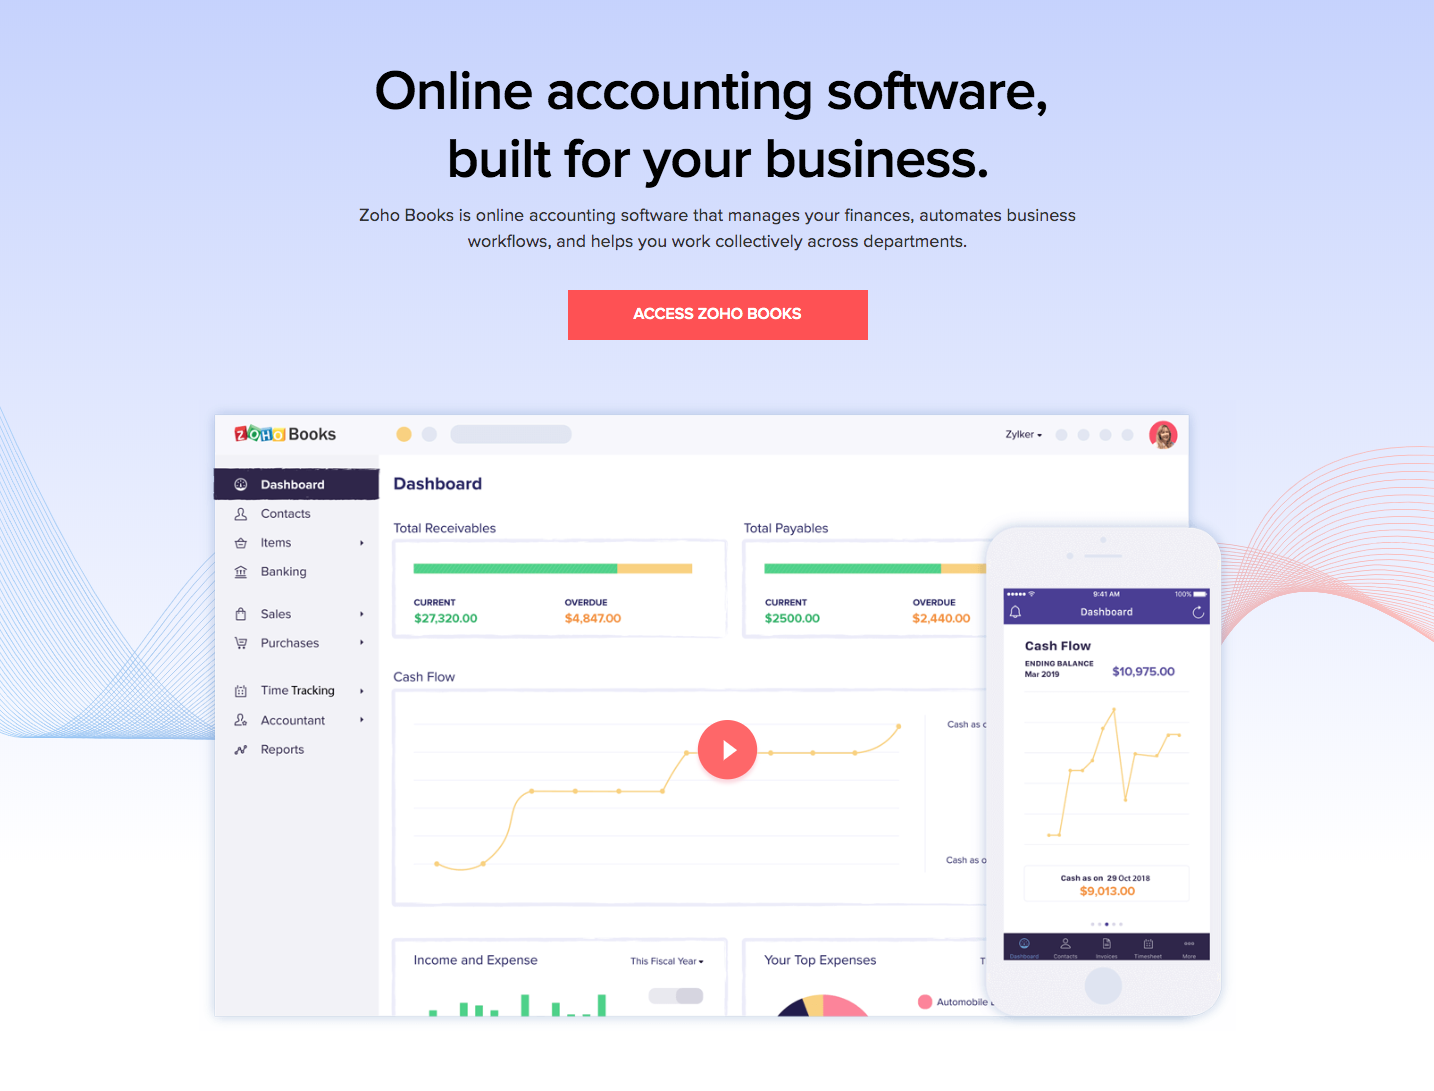 Online accounting software,
built for your business.
Zoho Books is online accounting software that manages your finances, automates business
workflows, and helps you work collectively across departments.
ACCESS ZOHO BOOKS
ZOHO Books
Zylker
Dashboard
Contacts
Items
Banking
Sales
Purchases
Time Tracking
Accountant
Reports
Dashboard
Total Receivables
CURRENT OVERDUE
$27,320.00 $4,847.00
Total Payables
CURRENT OVERDUE
$2500.00 $2,440.00
Cash Flow
Cash as o
Cash as o
Income and Expense This Fiscal Year
Your Top Expenses T
Automobile
9:41 AM 100%
Dashboard
Cash Flow
ENDING BALANCE
Mar 2019
$10,975.00
Cash as on 29 Oct 2018
$9,013.00
Dashboard Contacts Invoices Timesheet More